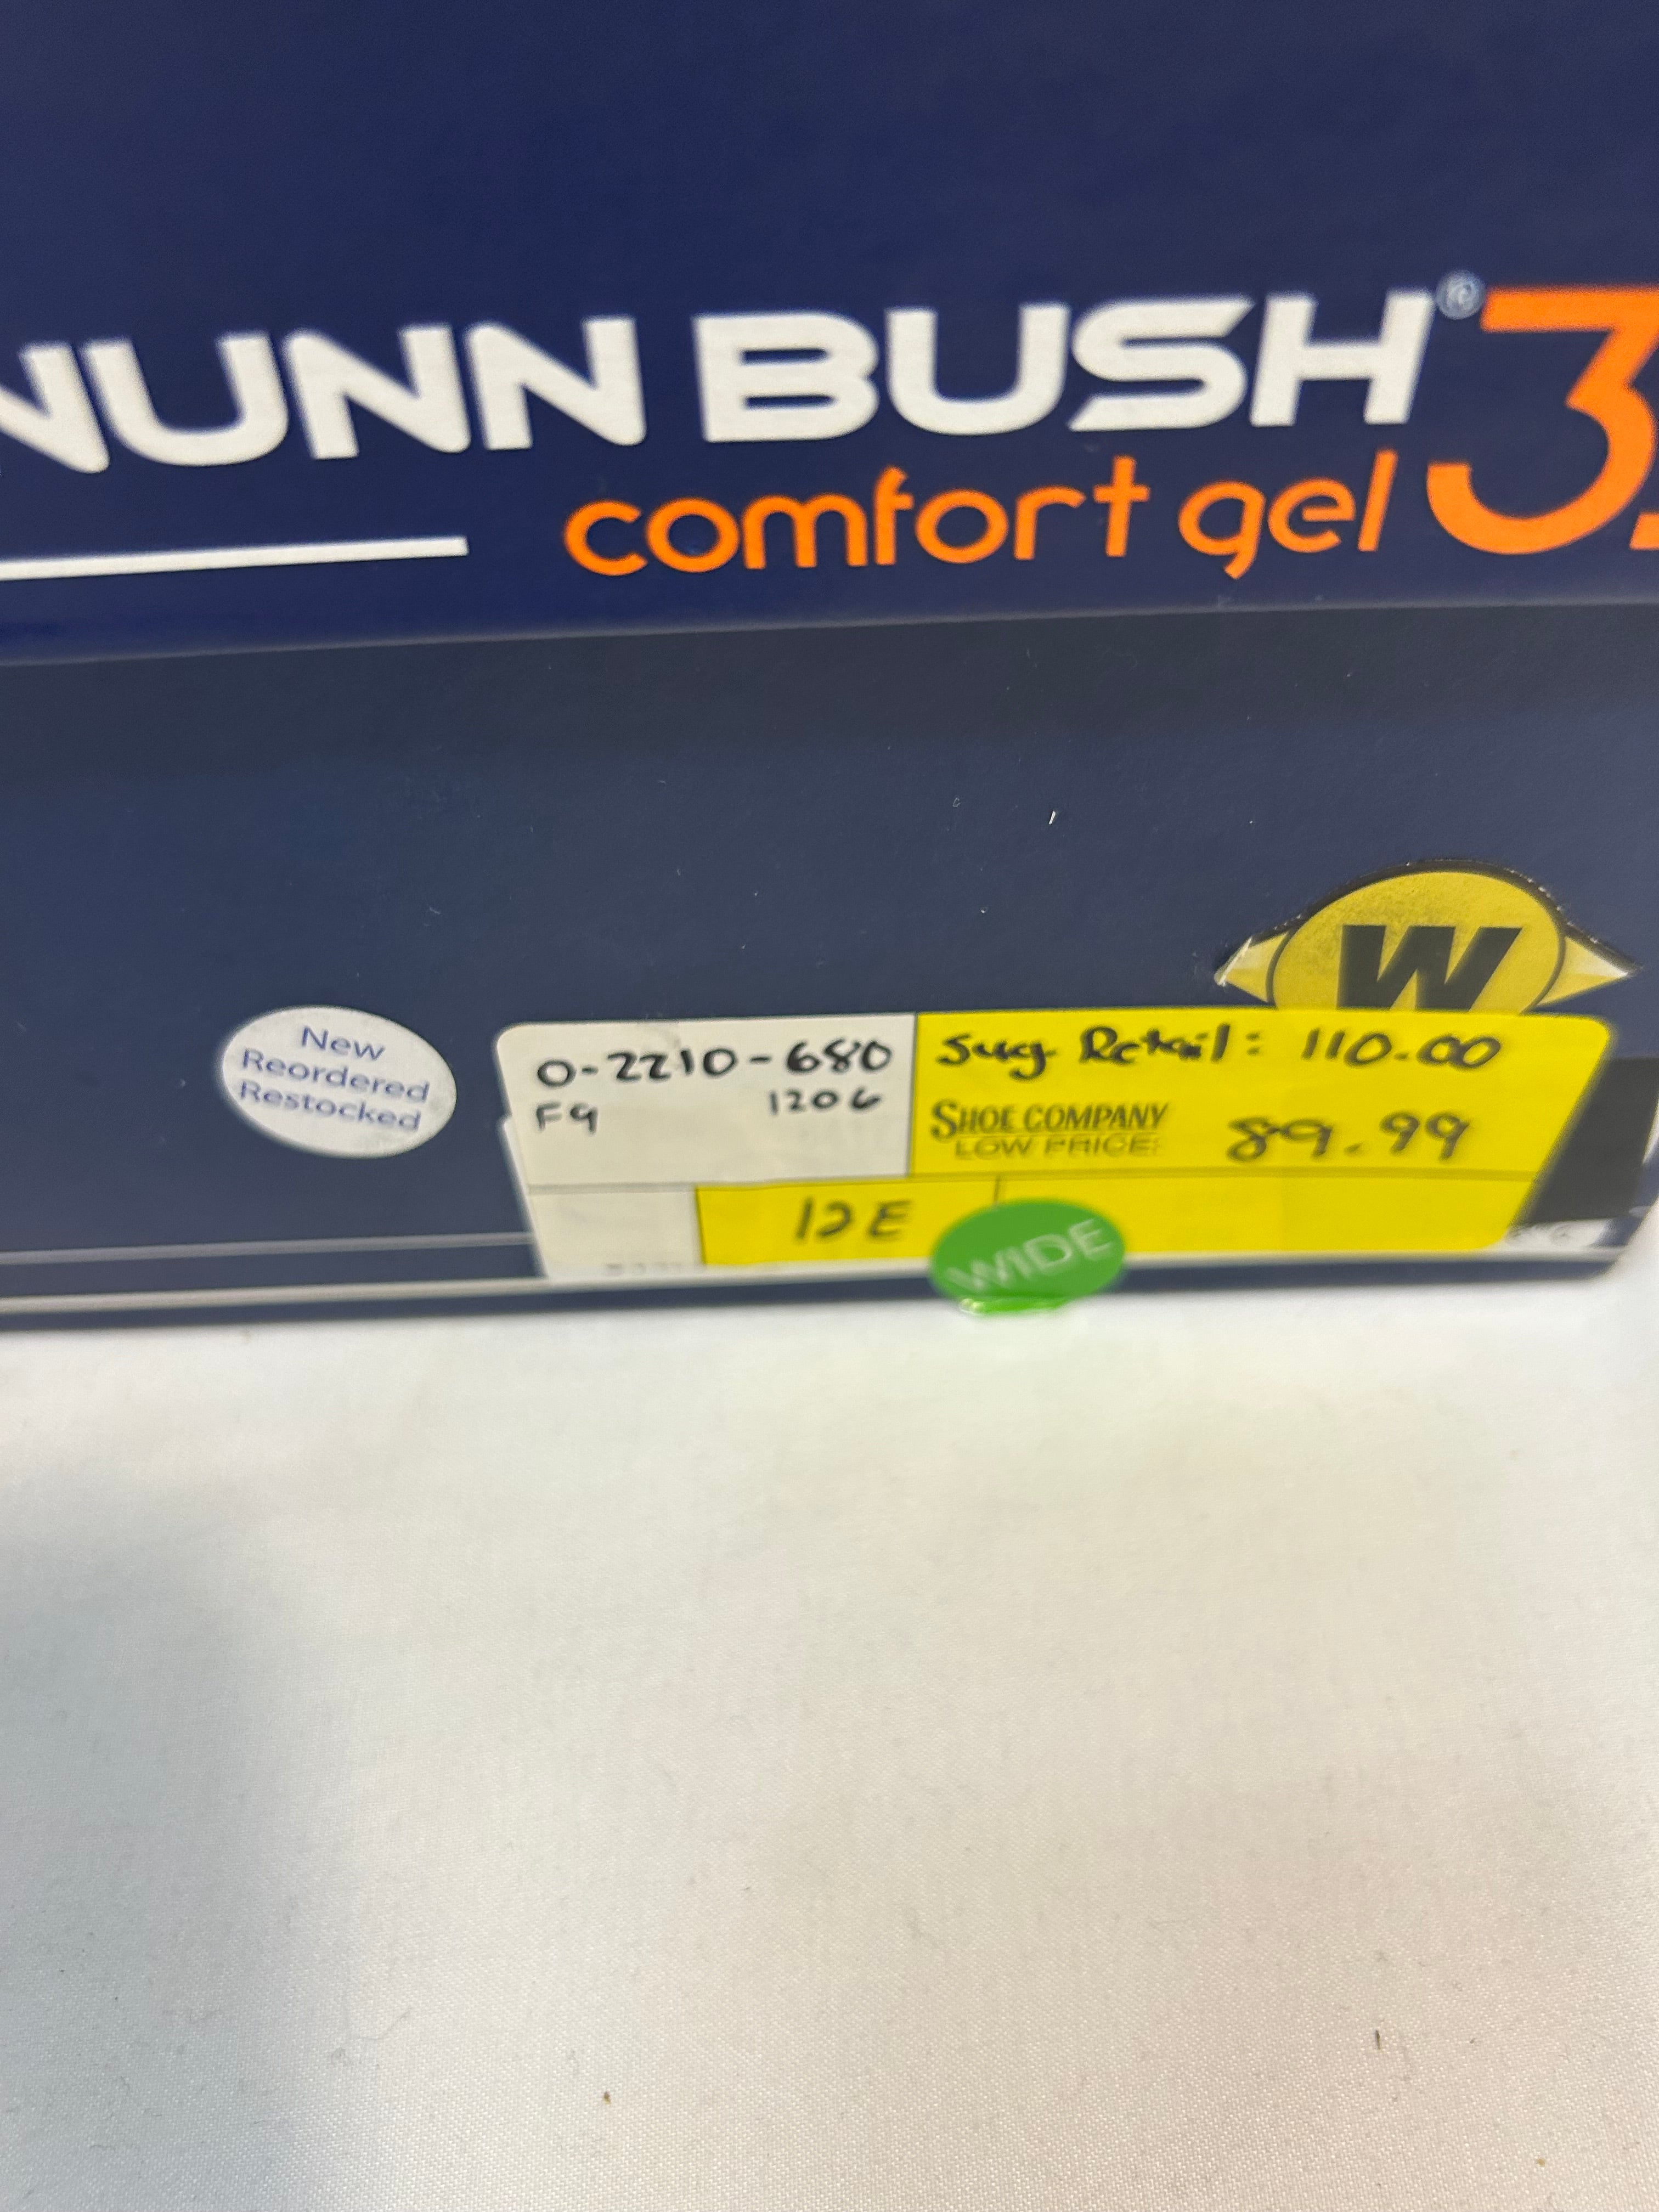 NUNN BUSH®
comfort gel 3.
W
New
Reordered
Restocked
0-2210-680
F9 1206
Sug Retail: 110.00
SHOE COMPANY
LOW PRICE: 89.99
12E
WIDE